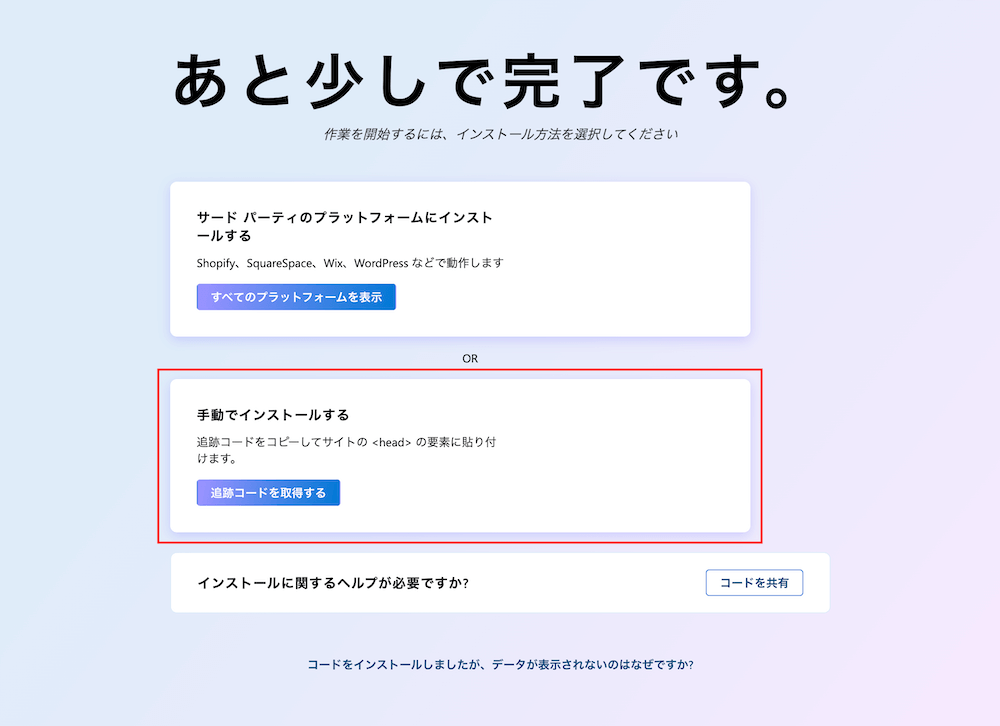 あと少しで完了です。
作業を開始するには、インストール方法を選択してください
サード パーティのプラットフォームにインスト
ールする
Shopify、SquareSpace、Wix、WordPress などで動作します
すべてのプラットフォームを表示
OR
手動でインストールする
追跡コードをコピーしてサイトの <head> の要素に貼り付
けます。
追跡コードを取得する
インストールに関するヘルプが必要ですか?
コードを共有
コードをインストールしましたが、データが表示されないのはなぜですか?